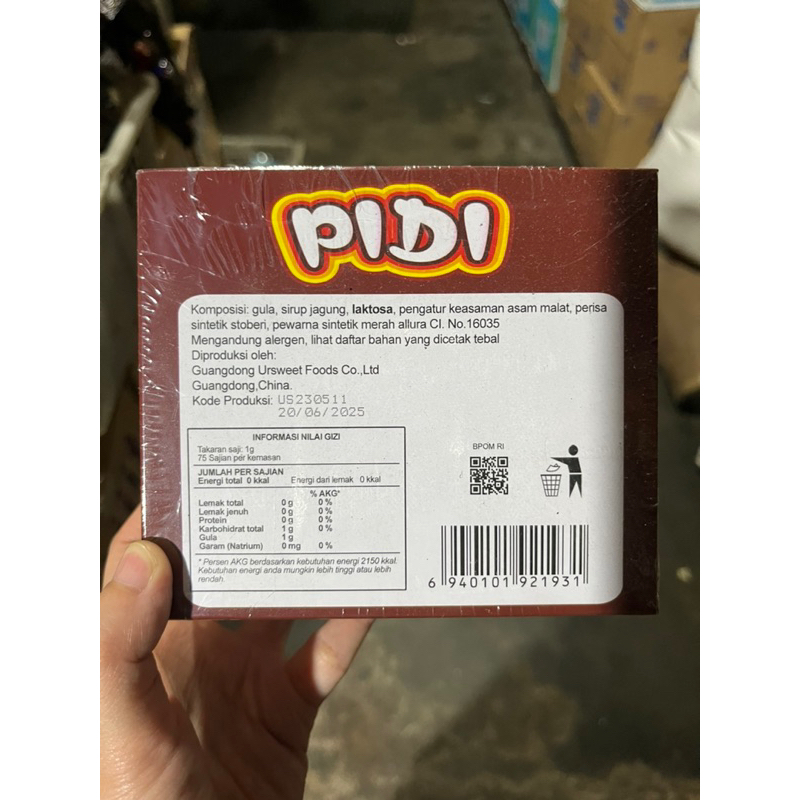 PIDI
Komposisi: gula, sirup jagung, laktosa, pengatur keasaman asam malat, perisa
sintetik stoberi, pewarna sintetik merah allura CI. No.16035
Mengandung alergen, lihat daftar bahan yang dicetak tebal
Diproduksi oleh:
Guangdong Ursweet Foods Co.,Ltd
Guangdong,China.
Kode Produksi: US230511
20/06/2025
INFORMASI NILAI GIZI
Takaran saji: 1g
75 Sajian per kemasan
JUMLAH PER SAJIAN
Energi total 0 kkal Energi dari lemak 0 kkal
% AKG*
Lemak total 0 g 0 %
Lemak jenuh 0 g 0 %
Protein 0 g 0 %
Karbohidrat total 1 g 0 %
Gula 1 g
Garam (Natrium) 0 mg 0 %
* Persen AKG berdasarkan kebutuhan energi 2150 kkal.
Kebutuhan energi anda mungkin lebih tinggi atau lebih
rendah.
BPOM RI
6 940101 921931